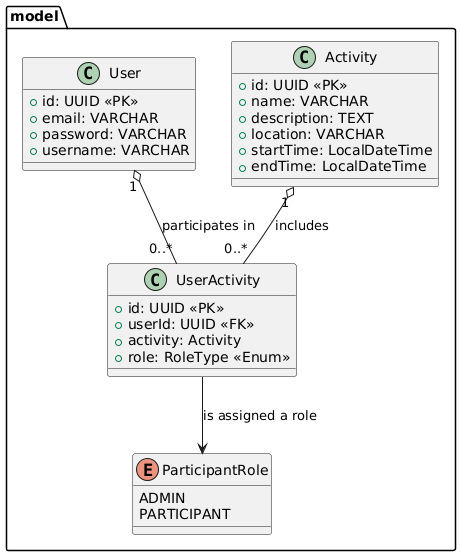 model
C User
id: UUID «PK»
email: VARCHAR
password: VARCHAR
username: VARCHAR
C Activity
id: UUID «PK»
name: VARCHAR
description: TEXT
location: VARCHAR
startTime: LocalDateTime
endTime: LocalDateTime
1
1
participates in
includes
0..*
0..*
C UserActivity
id: UUID «PK»
userId: UUID «FK»
activity: Activity
role: RoleType «Enum»
is assigned a role
E ParticipantRole
ADMIN
PARTICIPANT